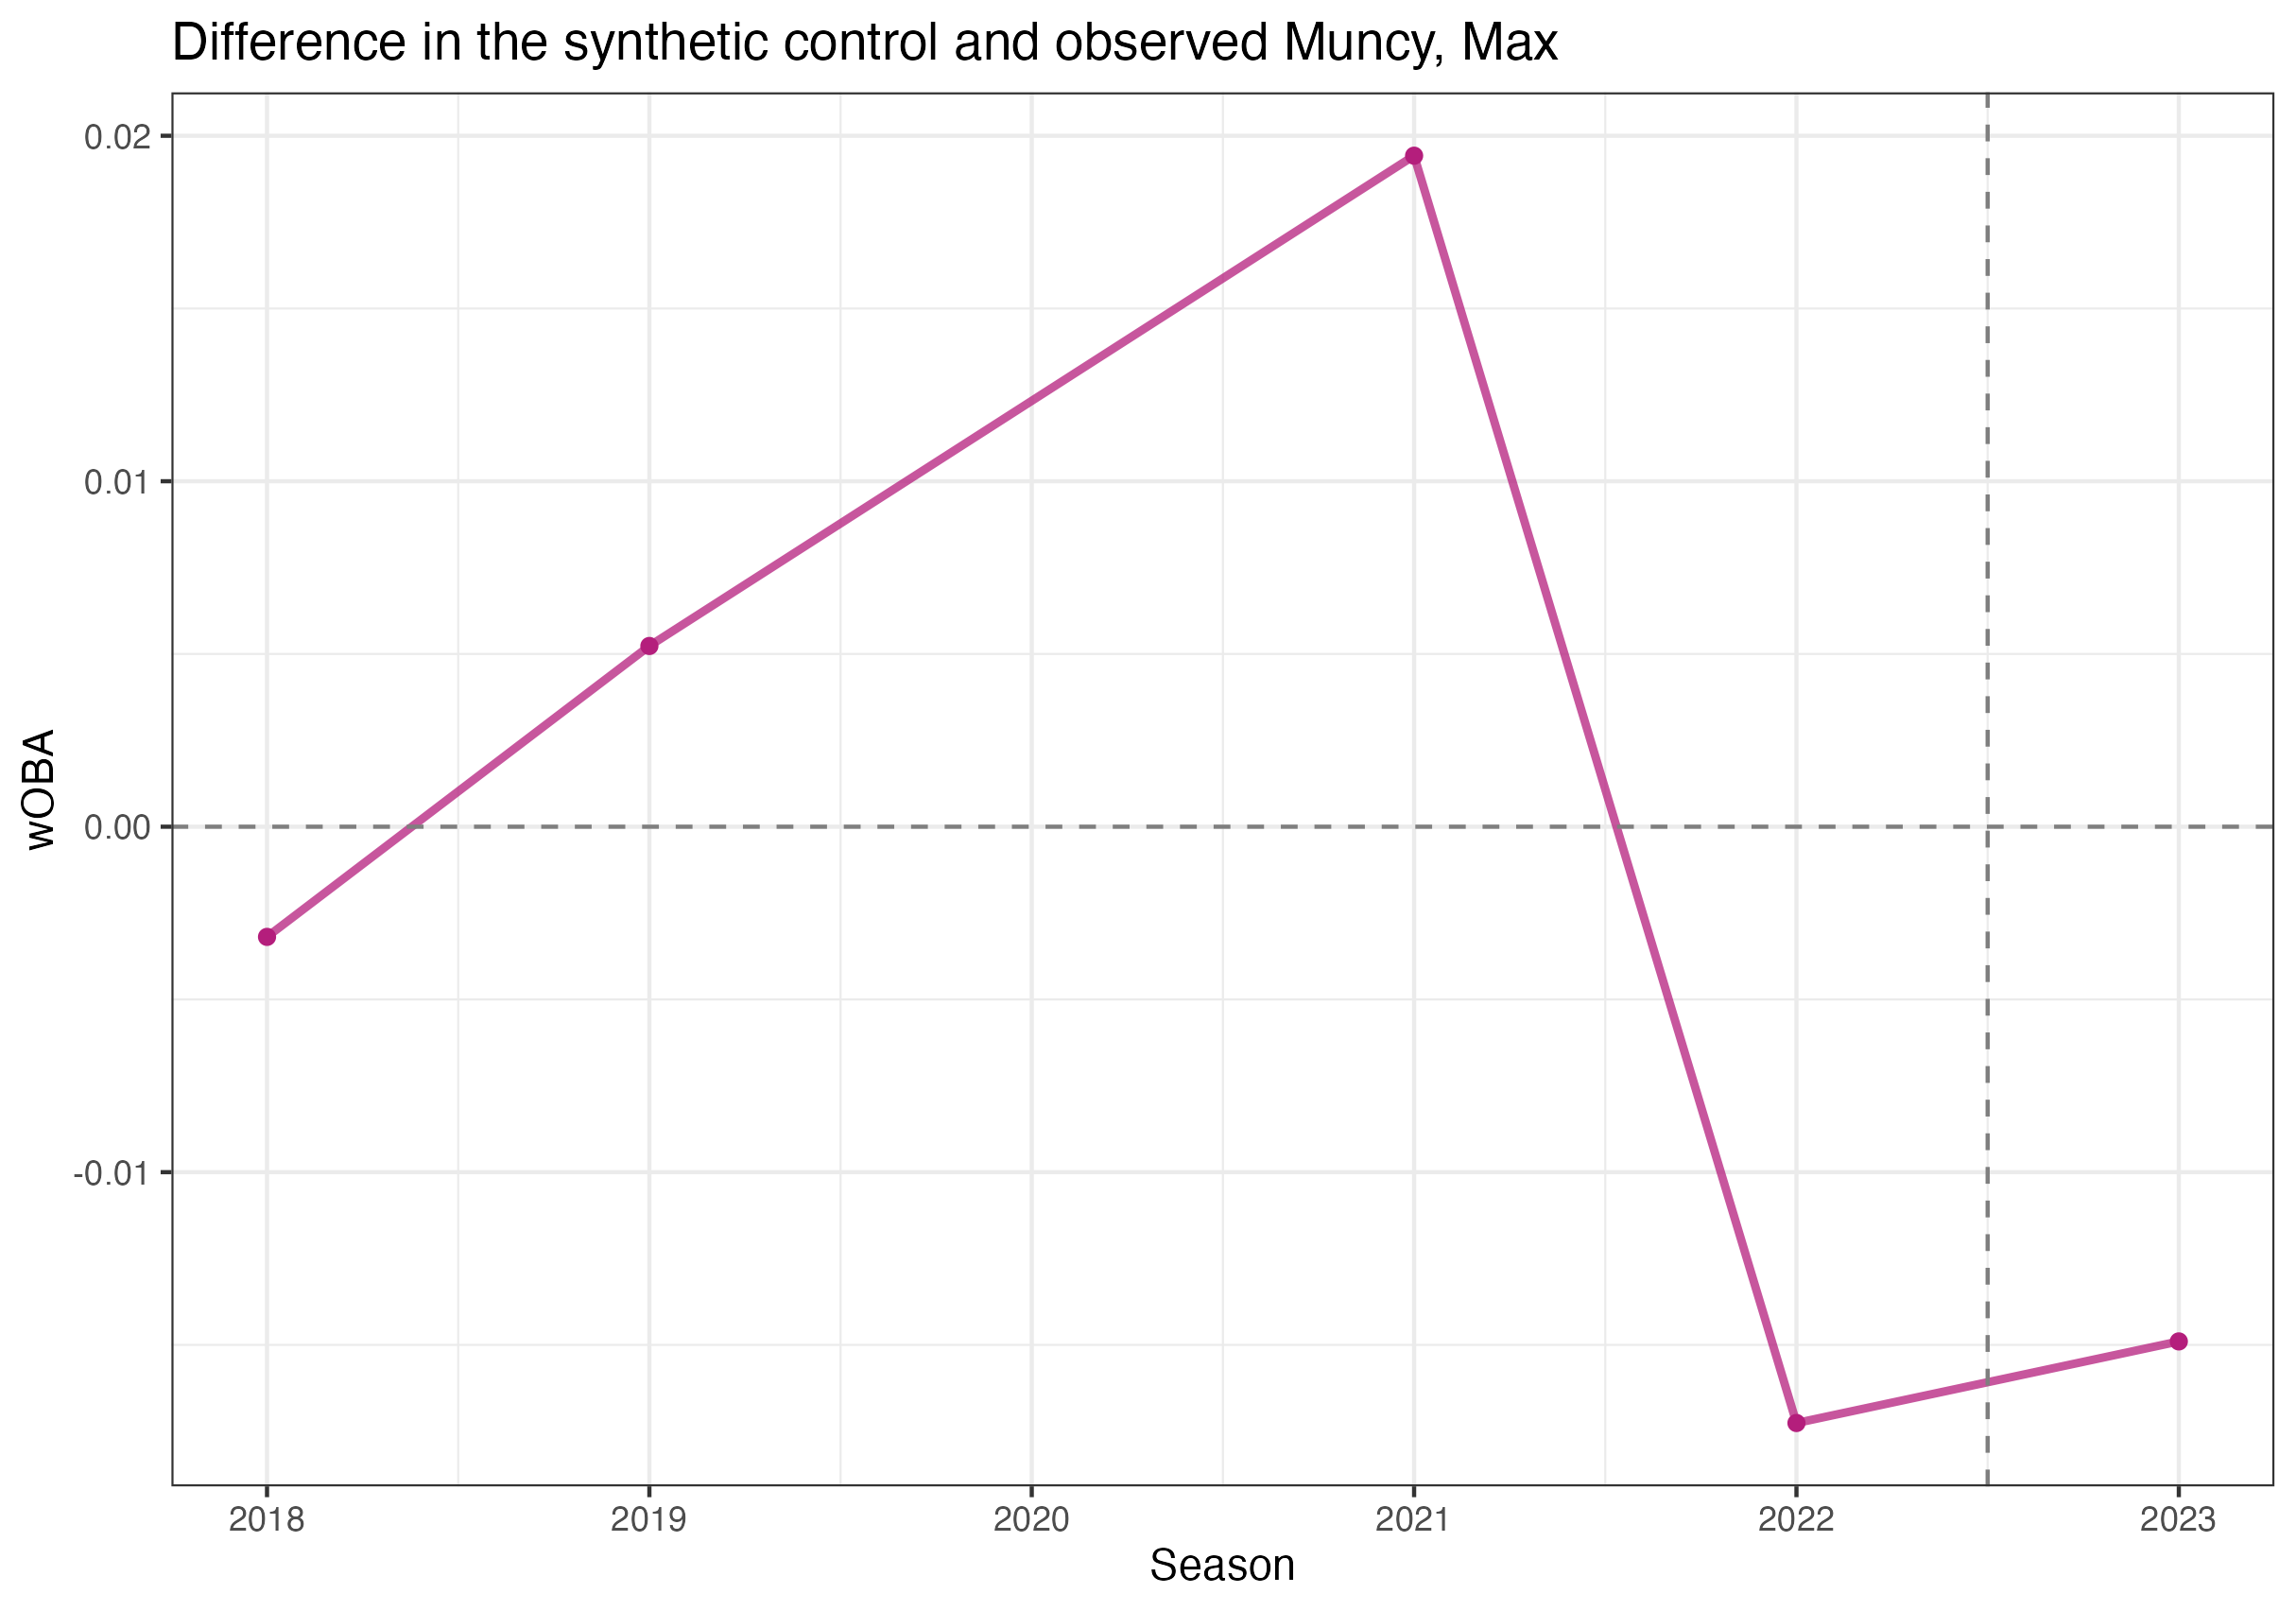 Difference in the synthetic control and observed Muncy, Max
0.02
0.01
0.00
-0.01
wOBA
2018 2019 2020 2021 2022 2023
Season